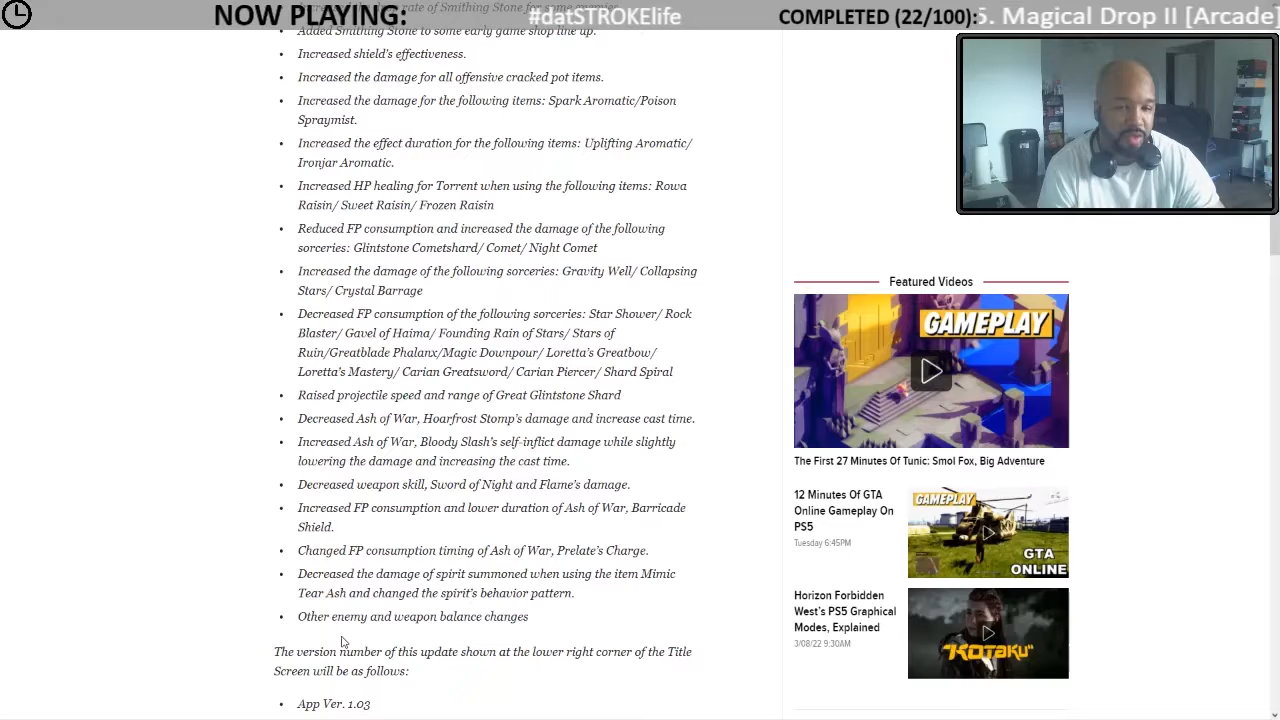 NOW PLAYING:
#datSTROKElife
COMPLETED (22/100):
5. Magical Drop II [Arcade
rate of Smithing Stone for some enemies.
Added Smithing Stone to some early game shop line up.
Increased shield's effectiveness.
Increased the damage for all offensive cracked pot items.
Increased the damage for the following items: Spark Aromatic/Poison
Spraymist.
Increased the effect duration for the following items: Uplifting Aromatic/
Ironjar Aromatic.
Increased HP healing for Torrent when using the following items: Rowa
Raisin/ Sweet Raisin/ Frozen Raisin
Reduced FP consumption and increased the damage of the following
sorceries: Glintstone Cometshard/ Comet/ Night Comet
Increased the damage of the following sorceries: Gravity Well/ Collapsing
Stars/ Crystal Barrage
Decreased FP consumption of the following sorceries: Star Shower/ Rock
Blaster/ Gavel of Haima/ Founding Rain of Stars/ Stars of
Ruin/Greatblade Phalanx/Magic Downpour/ Loretta's Greatbow/
Loretta's Mastery/ Carian Greatsword/ Carian Piercer/ Shard Spiral
Raised projectile speed and range of Great Glintstone Shard
Decreased Ash of War, Hoarfrost Stomp's damage and increase cast time.
Increased Ash of War, Bloody Slash's self-inflict damage while slightly
lowering the damage and increasing the cast time.
Decreased weapon skill, Sword of Night and Flame's damage.
Increased FP consumption and lower duration of Ash of War, Barricade
Shield.
Changed FP consumption timing of Ash of War, Prelate's Charge.
Decreased the damage of spirit summoned when using the item Mimic
Tear Ash and changed the spirit's behavior pattern.
Other enemy and weapon balance changes
The version number of this update shown at the lower right corner of the Title
Screen will be as follows:
App Ver. 1.03
Featured Videos
GAMEPLAY
The First 27 Minutes Of Tunic: Smol Fox, Big Adventure
12 Minutes Of GTA
Online Gameplay On
PS5
Tuesday 6:45PM
GAMEPLAY
GTA
ONLINE
Horizon Forbidden
West's PS5 Graphical
Modes, Explained
3/08/22 9:30AM
"KOTAKU"